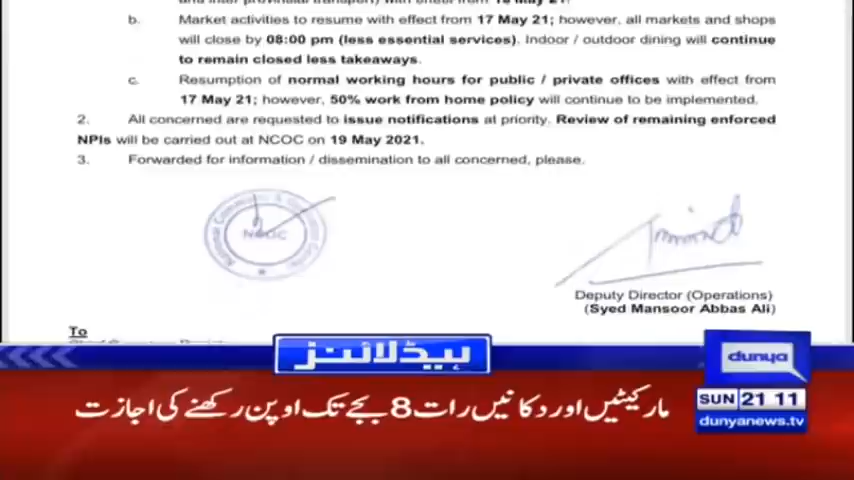 b. Market activities to resume with effect from 17 May 21; however, all markets and shops
will close by 08:00 pm (less essential services). Indoor / outdoor dining will continue
to remain closed less takeaways.
c. Resumption of normal working hours for public / private offices with effect from
17 May 21; however, 50% work from home policy will continue to be implemented.
2. All concerned are requested to issue notifications at priority. Review of remaining enforced
NPIs will be carried out at NCOC on 19 May 2021.
3. Forwarded for information / dissemination to all concerned, please.
NCOC
Deputy Director (Operations)
(Syed Mansoor Abbas Ali)
To
ہیڈلائنز
dunya
مارکیٹیں اور دکانیں رات 8 بجے تک اوپن رکھنے کی اجازت
SUN 21 11
dunyanews.tv